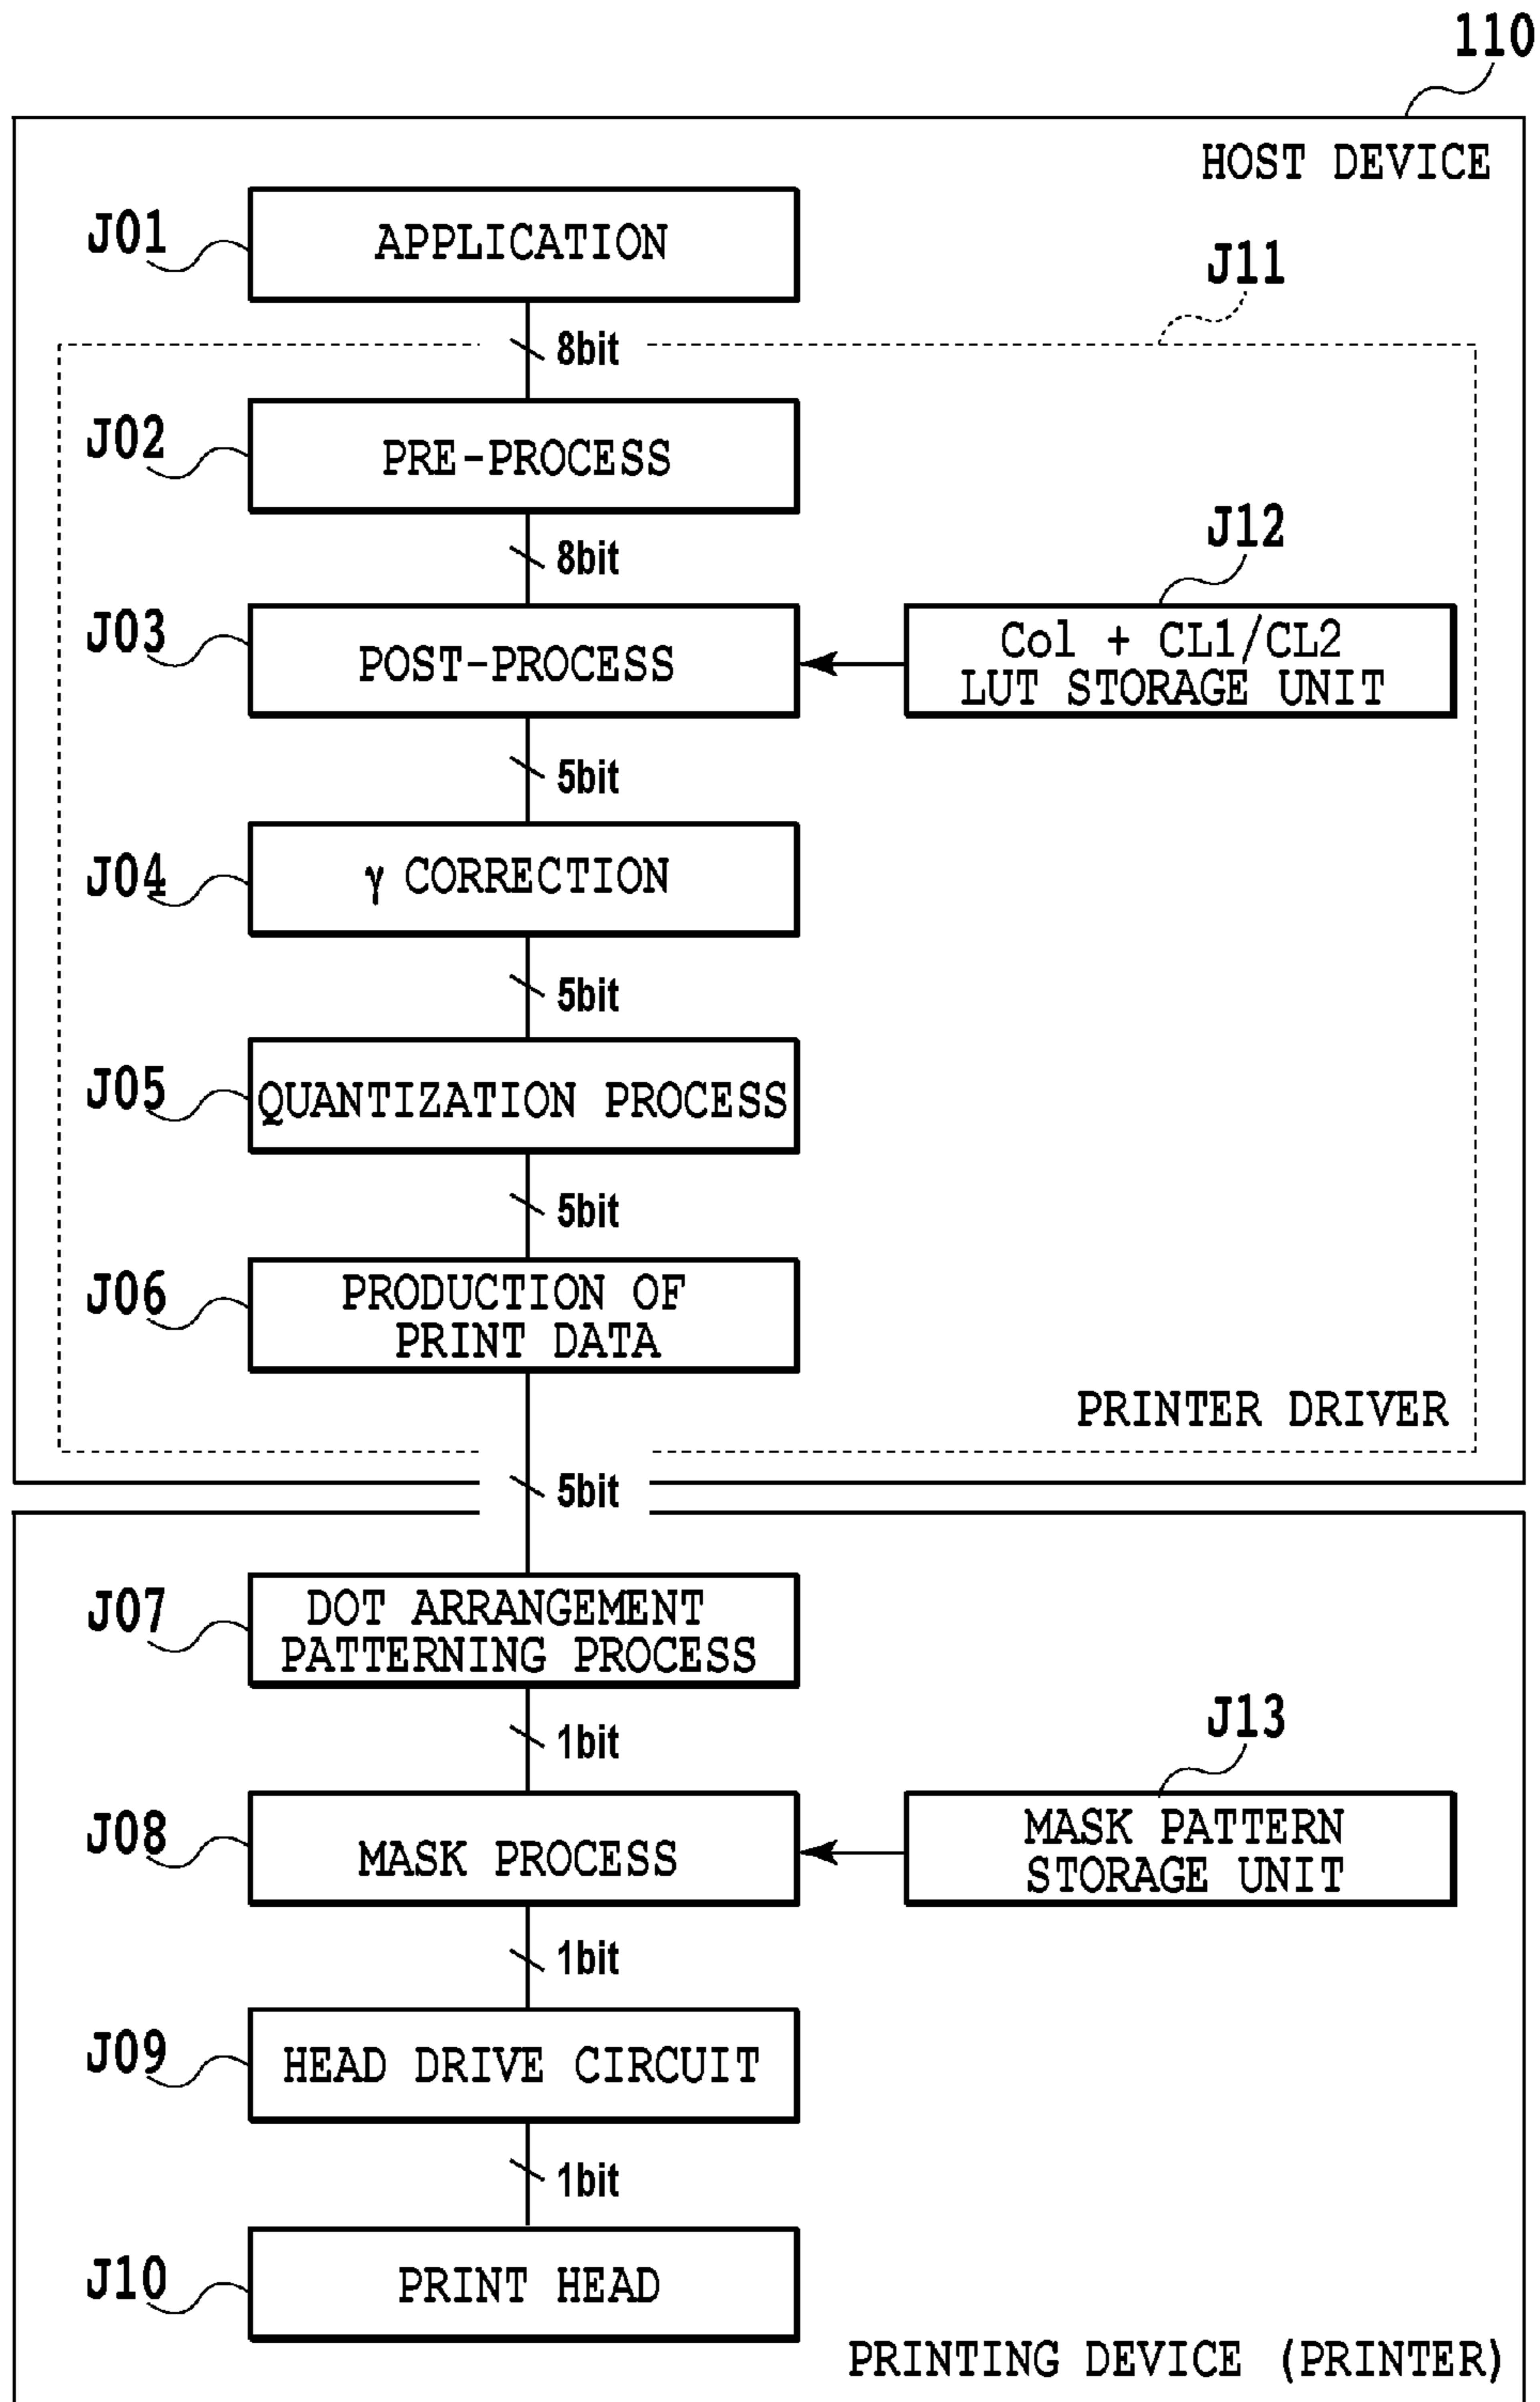 110
HOST DEVICE
J01
APPLICATION
J11
8bit
J02
PRE-PROCESS
8bit
J12
J03
POST-PROCESS
Col + CL1/CL2
LUT STORAGE UNIT
5bit
J04
γ CORRECTION
5bit
J05
QUANTIZATION PROCESS
5bit
J06
PRODUCTION OF
PRINT DATA
PRINTER DRIVER
5bit
J07
DOT ARRANGEMENT
PATTERNING PROCESS
1bit
J13
J08
MASK PROCESS
MASK PATTERN
STORAGE UNIT
1bit
J09
HEAD DRIVE CIRCUIT
1bit
J10
PRINT HEAD
PRINTING DEVICE (PRINTER)